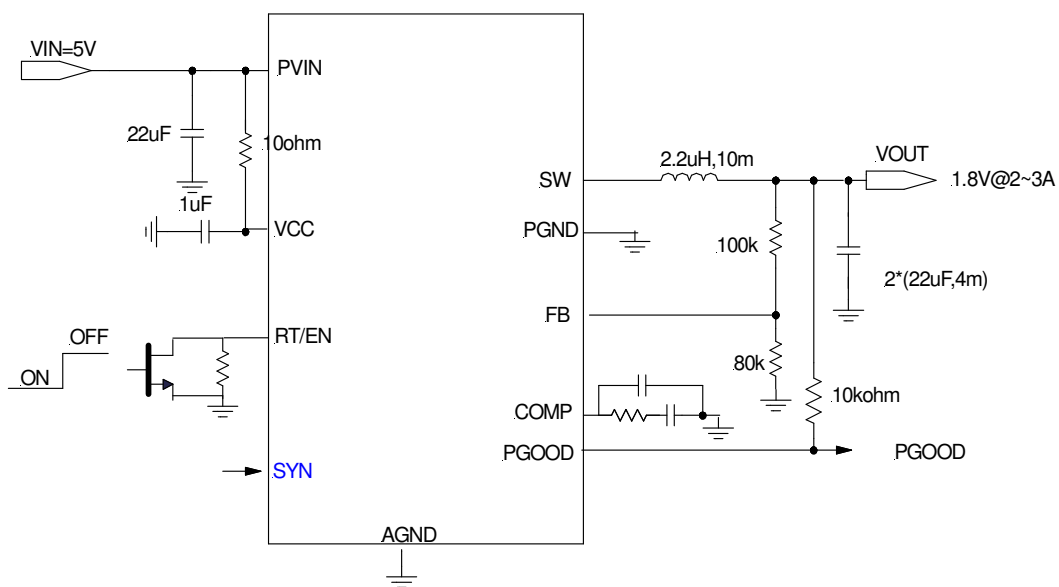 VIN=5V
PVIN
22uF
10ohm
1uF
VCC
OFF
ON
RT/EN
SYN
AGND
SW
2.2uH,10m
VOUT
1.8V@2~3A
PGND
100k
2*(22uF,4m)
FB
80k
COMP
10kohm
PGOOD
PGOOD